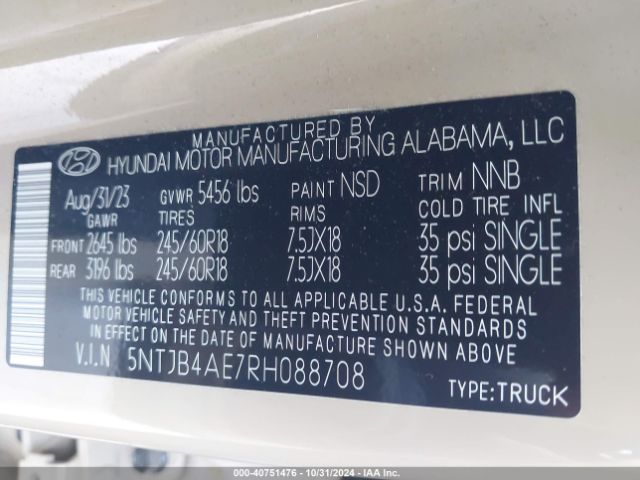 MANUFACTURED BY
HYUNDAI MOTOR MANUFACTURING ALABAMA, LLC
Aug/31/23 GVWR 5456 lbs PAINT NSD TRIM NNB
GAWR TIRES RIMS COLD TIRE INFL
FRONT 2645 lbs 245/60R18 7.5JX18 35 psi SINGLE
REAR 3196 lbs 245/60R18 7.5JX18 35 psi SINGLE
THIS VEHICLE CONFORMS TO ALL APPLICABLE U.S.A. FEDERAL
MOTOR VEHICLE SAFETY AND THEFT PREVENTION STANDARDS
IN EFFECT ON THE DATE OF MANUFACTURE SHOWN ABOVE
V.I.N 5NTJB4AE7RH088708
TYPE:TRUCK
000-40751476 - 10/31/2024 - IAA Inc.